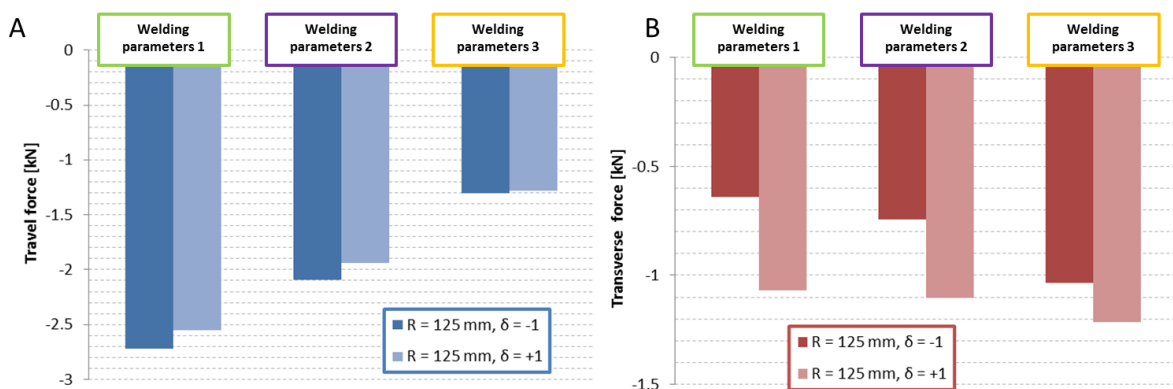 A
Welding
parameters 1
Welding
parameters 2
Welding
parameters 3
0
-0.5
-1
-1.5
-2
-2.5
-3
Travel force [kN]
R = 125 mm, δ = -1
R = 125 mm, δ = +1
B
Welding
parameters 1
Welding
parameters 2
Welding
parameters 3
0
-0.5
-1
-1.5
Transverse force [kN]
R = 125 mm, δ = -1
R = 125 mm, δ = +1